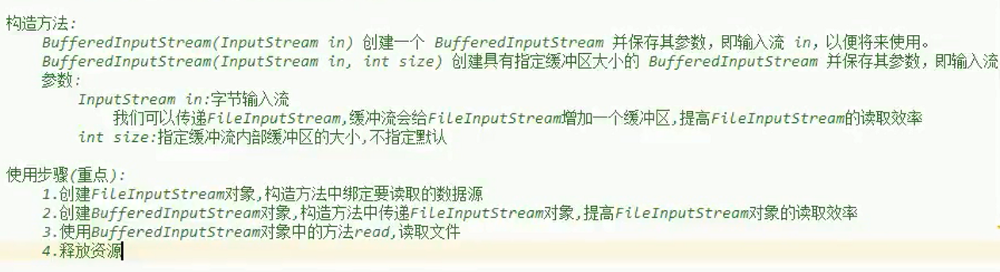 构造方法:
BufferedInputStream(InputStream in) 创建一个 BufferedInputStream 并保存其参数，即输入流 in，以便将来使用。
BufferedInputStream(InputStream in, int size) 创建具有指定缓冲区大小的 BufferedInputStream 并保存其参数，即输入流
参数:
InputStream in:字节输入流
我们可以传递FileInputStream,缓冲流会给FileInputStream增加一个缓冲区,提高FileInputStream的读取效率
int size:指定缓冲流内部缓冲区的大小,不指定默认
使用步骤(重点):
1.创建FileInputStream对象,构造方法中绑定要读取的数据源
2.创建BufferedInputStream对象,构造方法中传递FileInputStream对象,提高FileInputStream对象的读取效率
3.使用BufferedInputStream对象中的方法read,读取文件
4.释放资源